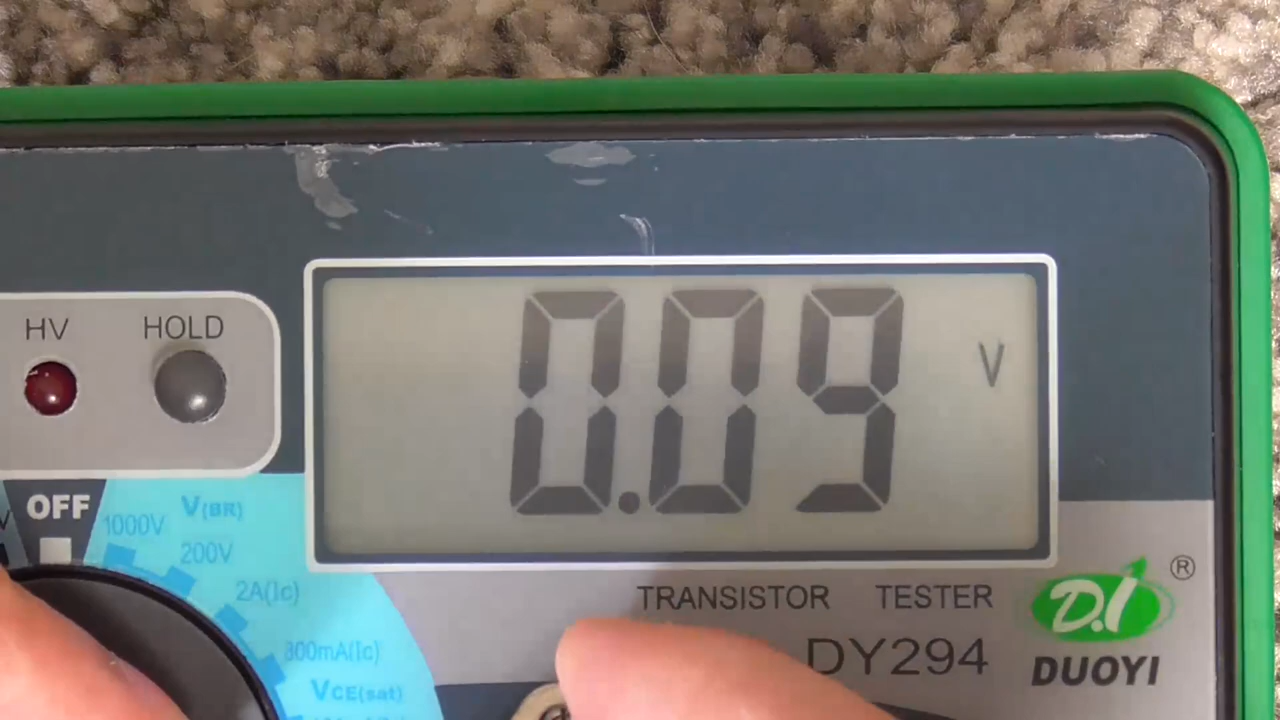 HV HOLD
0.09 V
OFF
1000V
V(BR)
200V
2A(Ic)
300mA(Ic)
VCE(sat)
TRANSISTOR TESTER
DY294
D.I ®
DUOYI